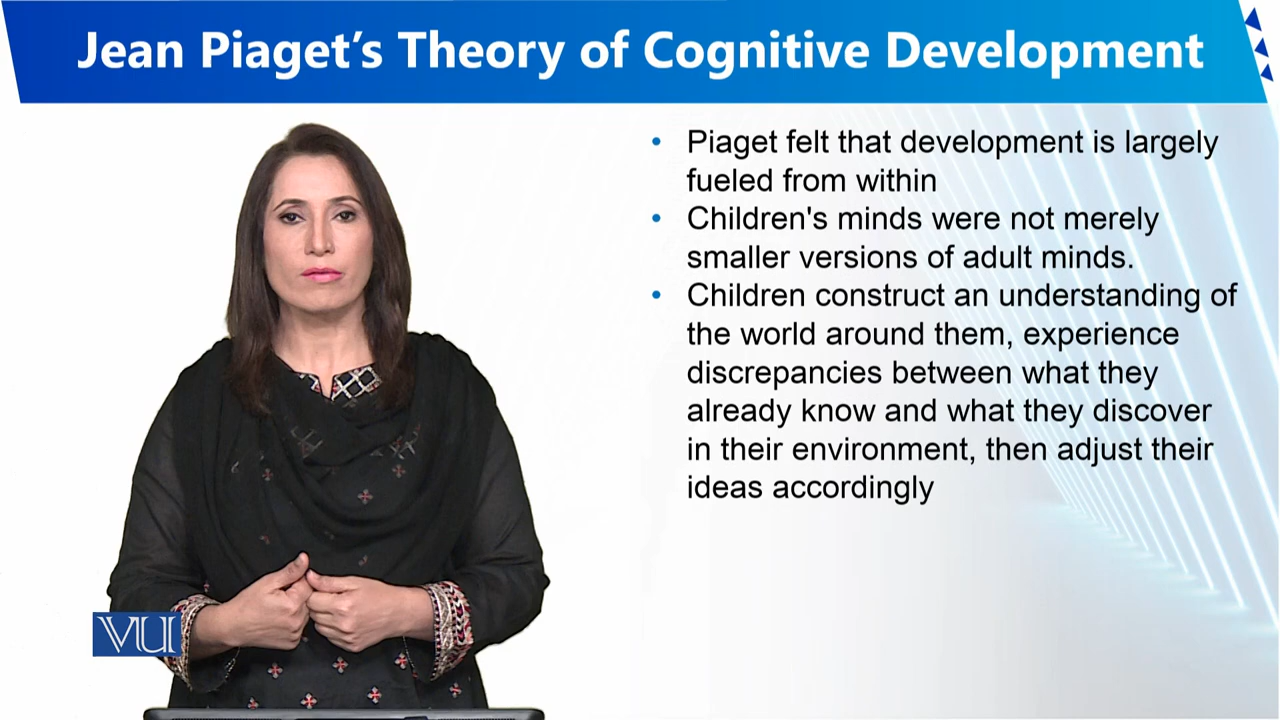 Jean Piaget’s Theory of Cognitive Development
• Piaget felt that development is largely
fueled from within
• Children's minds were not merely
smaller versions of adult minds.
• Children construct an understanding of
the world around them, experience
discrepancies between what they
already know and what they discover
in their environment, then adjust their
ideas accordingly
VU